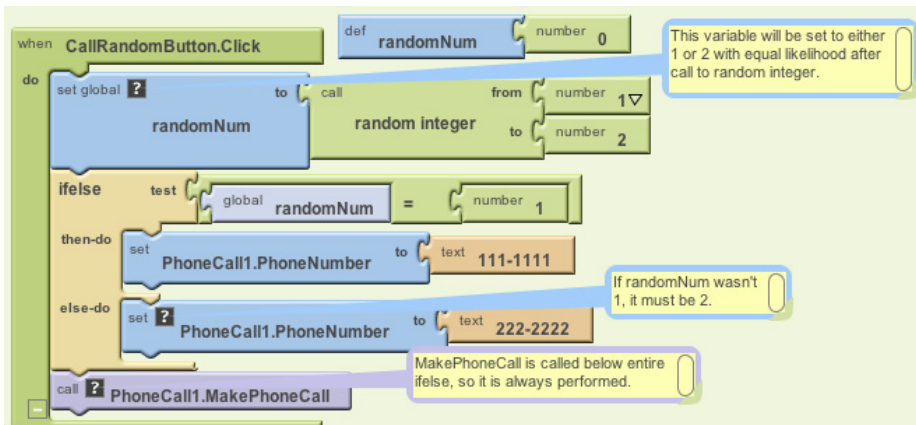 when CallRandomButton.Click
def randomNum number 0
This variable will be set to either
1 or 2 with equal likelihood after
call to random integer.
do
set global ? to call from number 1
randomNum random integer to number 2
ifelse test global randomNum = number 1
then-do set PhoneCall1.PhoneNumber to text 111-1111
If randomNum wasn't
1, it must be 2.
else-do set ? PhoneCall1.PhoneNumber to text 222-2222
MakePhoneCall is called below entire
ifelse, so it is always performed.
call ? PhoneCall1.MakePhoneCall